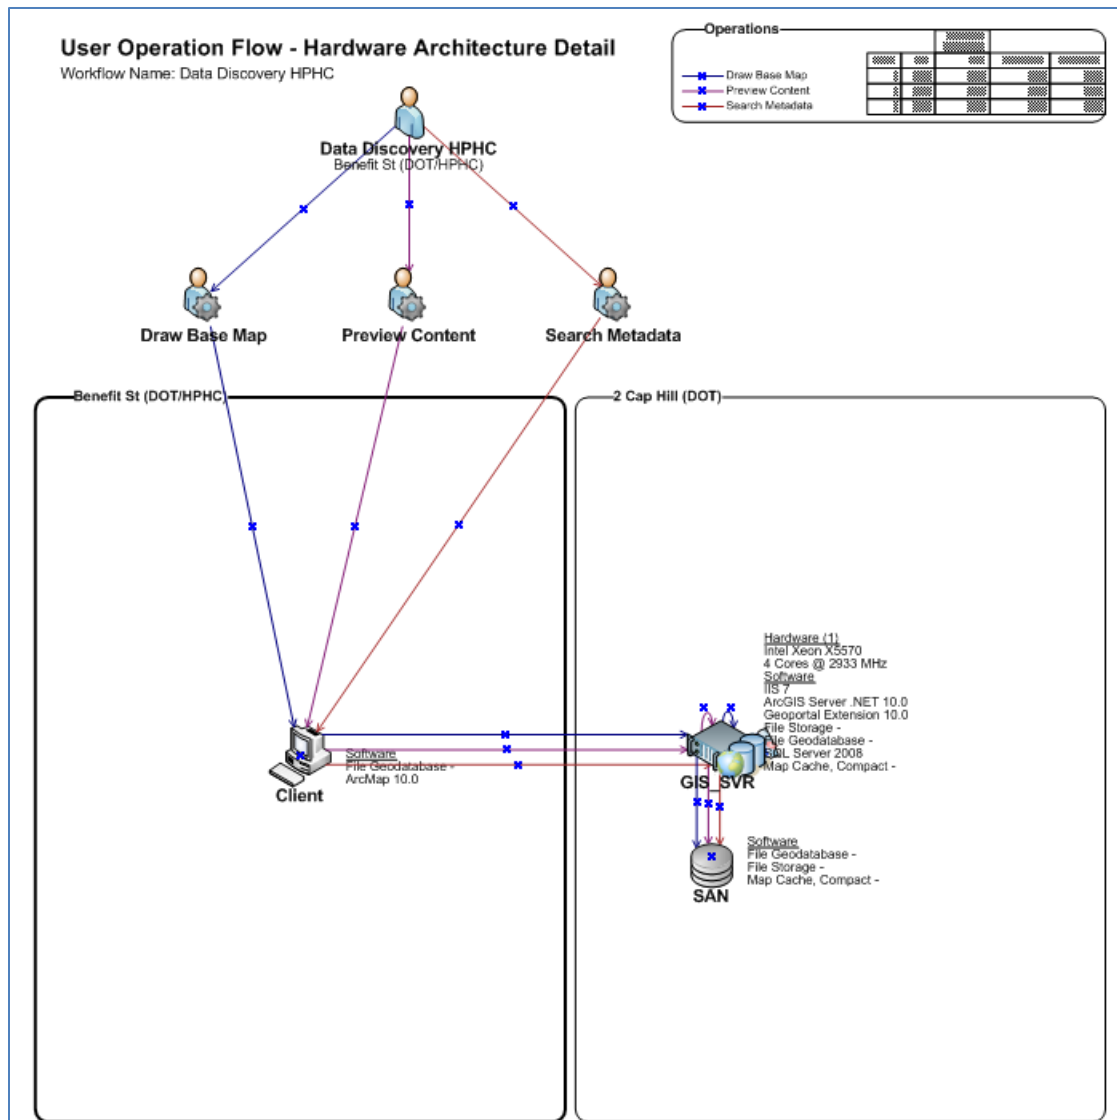 User Operation Flow - Hardware Architecture Detail
Workflow Name: Data Discovery HPHC
Operations
Draw Base Map
Preview Content
Search Metadata
Data Discovery HPHC
Benefit St (DOT/HPHC)
Draw Base Map
Preview Content
Search Metadata
Benefit St (DOT/HPHC)
2 Cap Hill (DOT)
Hardware (1)
Intel Xeon X5570
4 Cores @ 2933 MHz
Software
IIS 7
ArcGIS Server .NET 10.0
Geoportal Extension 10.0
File Storage -
File Geodatabase -
SQL Server 2008
Map Cache, Compact -
GIS_SVR
Software
File Geodatabase -
ArcMap 10.0
Client
Software
File Geodatabase -
File Storage -
Map Cache, Compact -
SAN